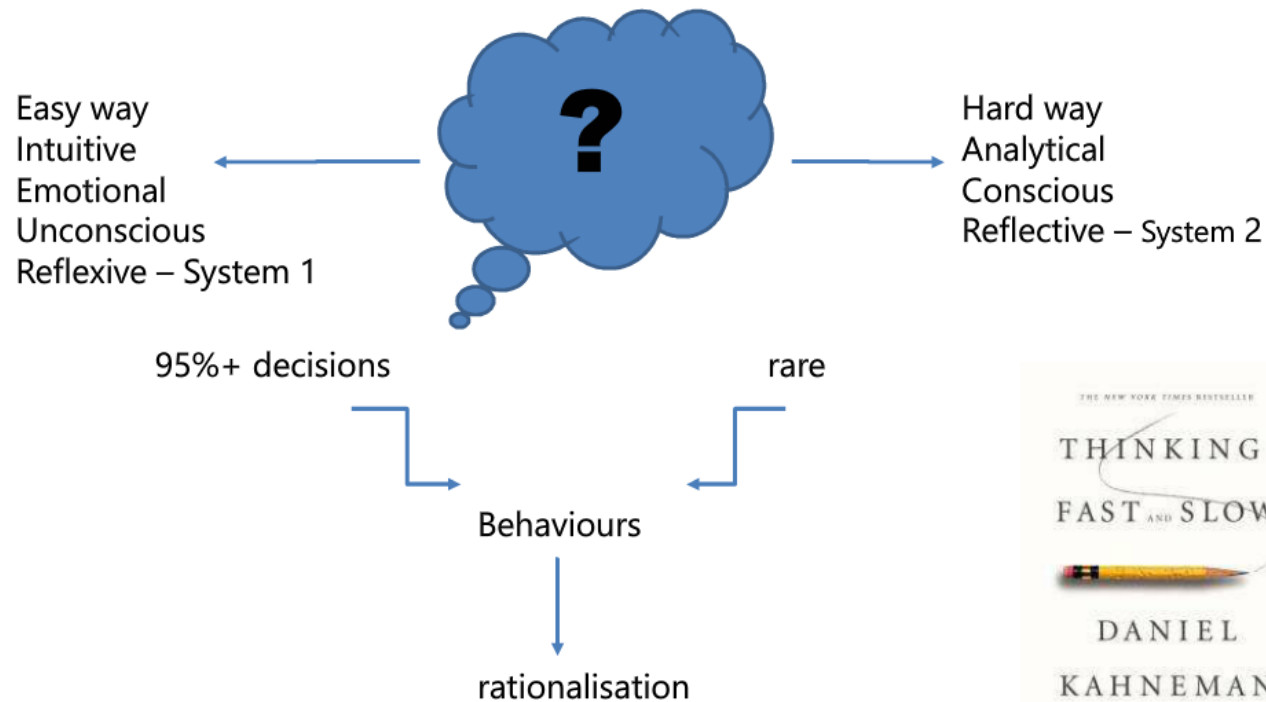 ?
Easy way
Intuitive
Emotional
Unconscious
Reflexive – System 1
Hard way
Analytical
Conscious
Reflective – System 2
95%+ decisions
rare
Behaviours
rationalisation
THE NEW YORK TIMES BESTSELLER
THINKING
FAST AND SLOW
DANIEL
KAHNEMAN